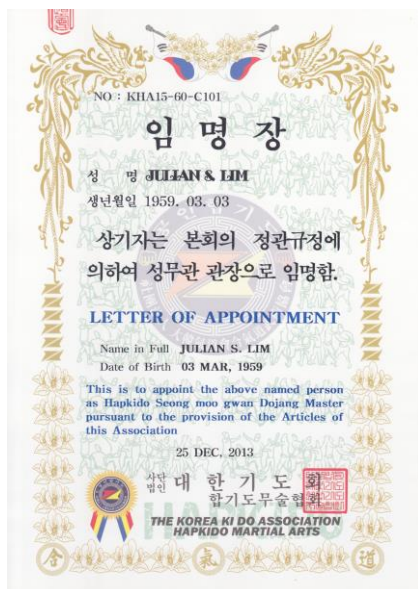 NO : KHA15-60-C101
임 명 장
성 명 JULIAN S. LIM
생년월일 1959. 03. 03
상기자는 본회의 정관규정에
의하여 성무관 관장으로 임명함.
LETTER OF APPOINTMENT
Name in Full JULIAN S. LIM
Date of Birth 03 MAR, 1959
This is to appoint the above named person
as Hapkido Seong moo gwan Dojang Master
pursuant to the provision of the Articles of
this Association
25 DEC. 2013
사단법인 대 한 기 도 회
합기도무술협회
THE KOREA KI DO ASSOCIATION
HAPKIDO MARTIAL ARTS
合 氣 道